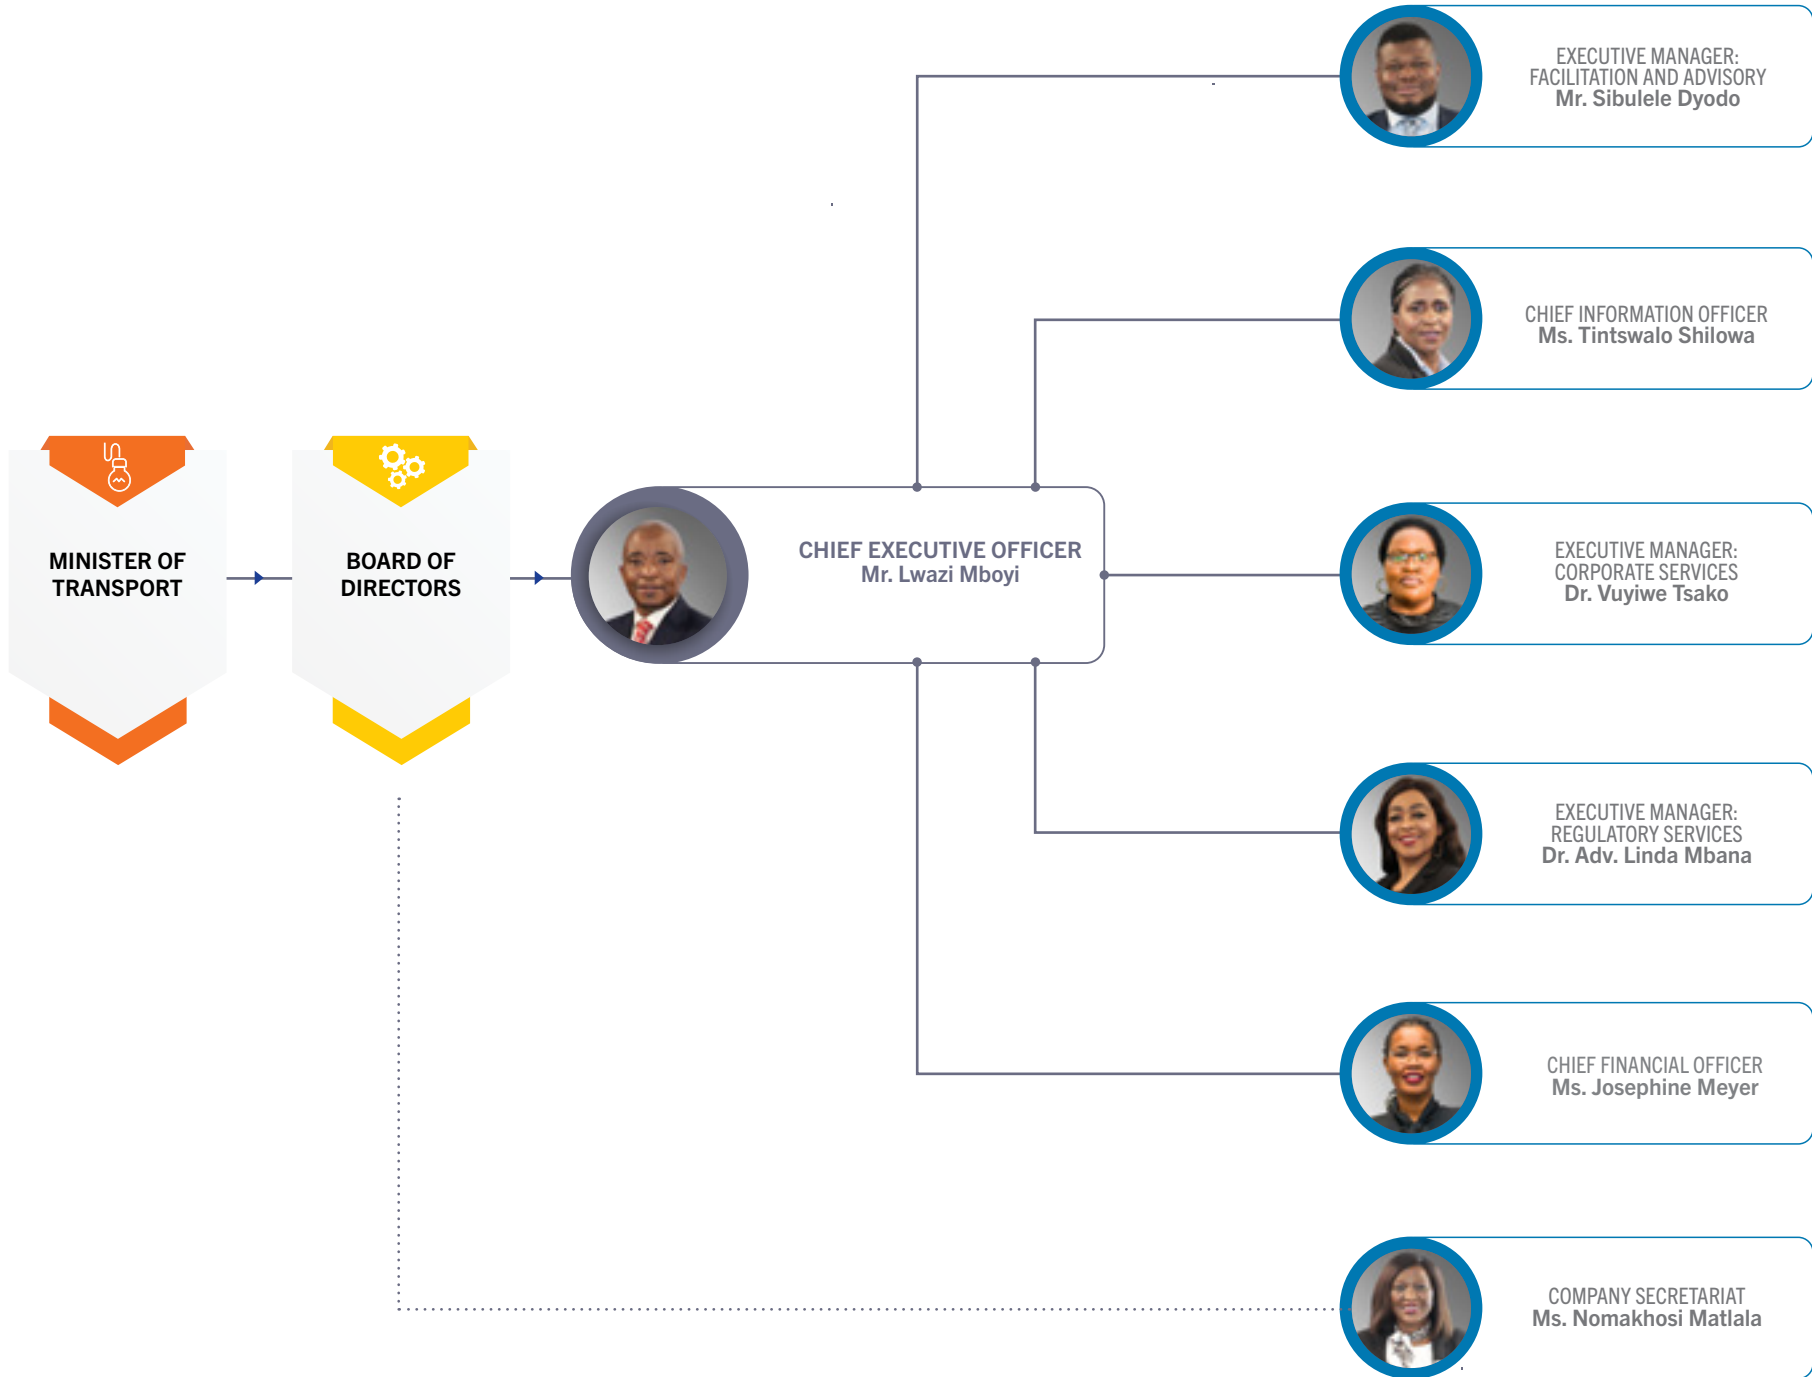 MINISTER OF
TRANSPORT
BOARD OF
DIRECTORS
CHIEF EXECUTIVE OFFICER
Mr. Lwazi Mboyi
EXECUTIVE MANAGER:
FACILITATION AND ADVISORY
Mr. Sibulele Dyodo
CHIEF INFORMATION OFFICER
Ms. Tintswalo Shilowa
EXECUTIVE MANAGER:
CORPORATE SERVICES
Dr. Vuyiwe Tsako
EXECUTIVE MANAGER:
REGULATORY SERVICES
Dr. Adv. Linda Mbana
CHIEF FINANCIAL OFFICER
Ms. Josephine Meyer
COMPANY SECRETARIAT
Ms. Nomakhosi Matlala